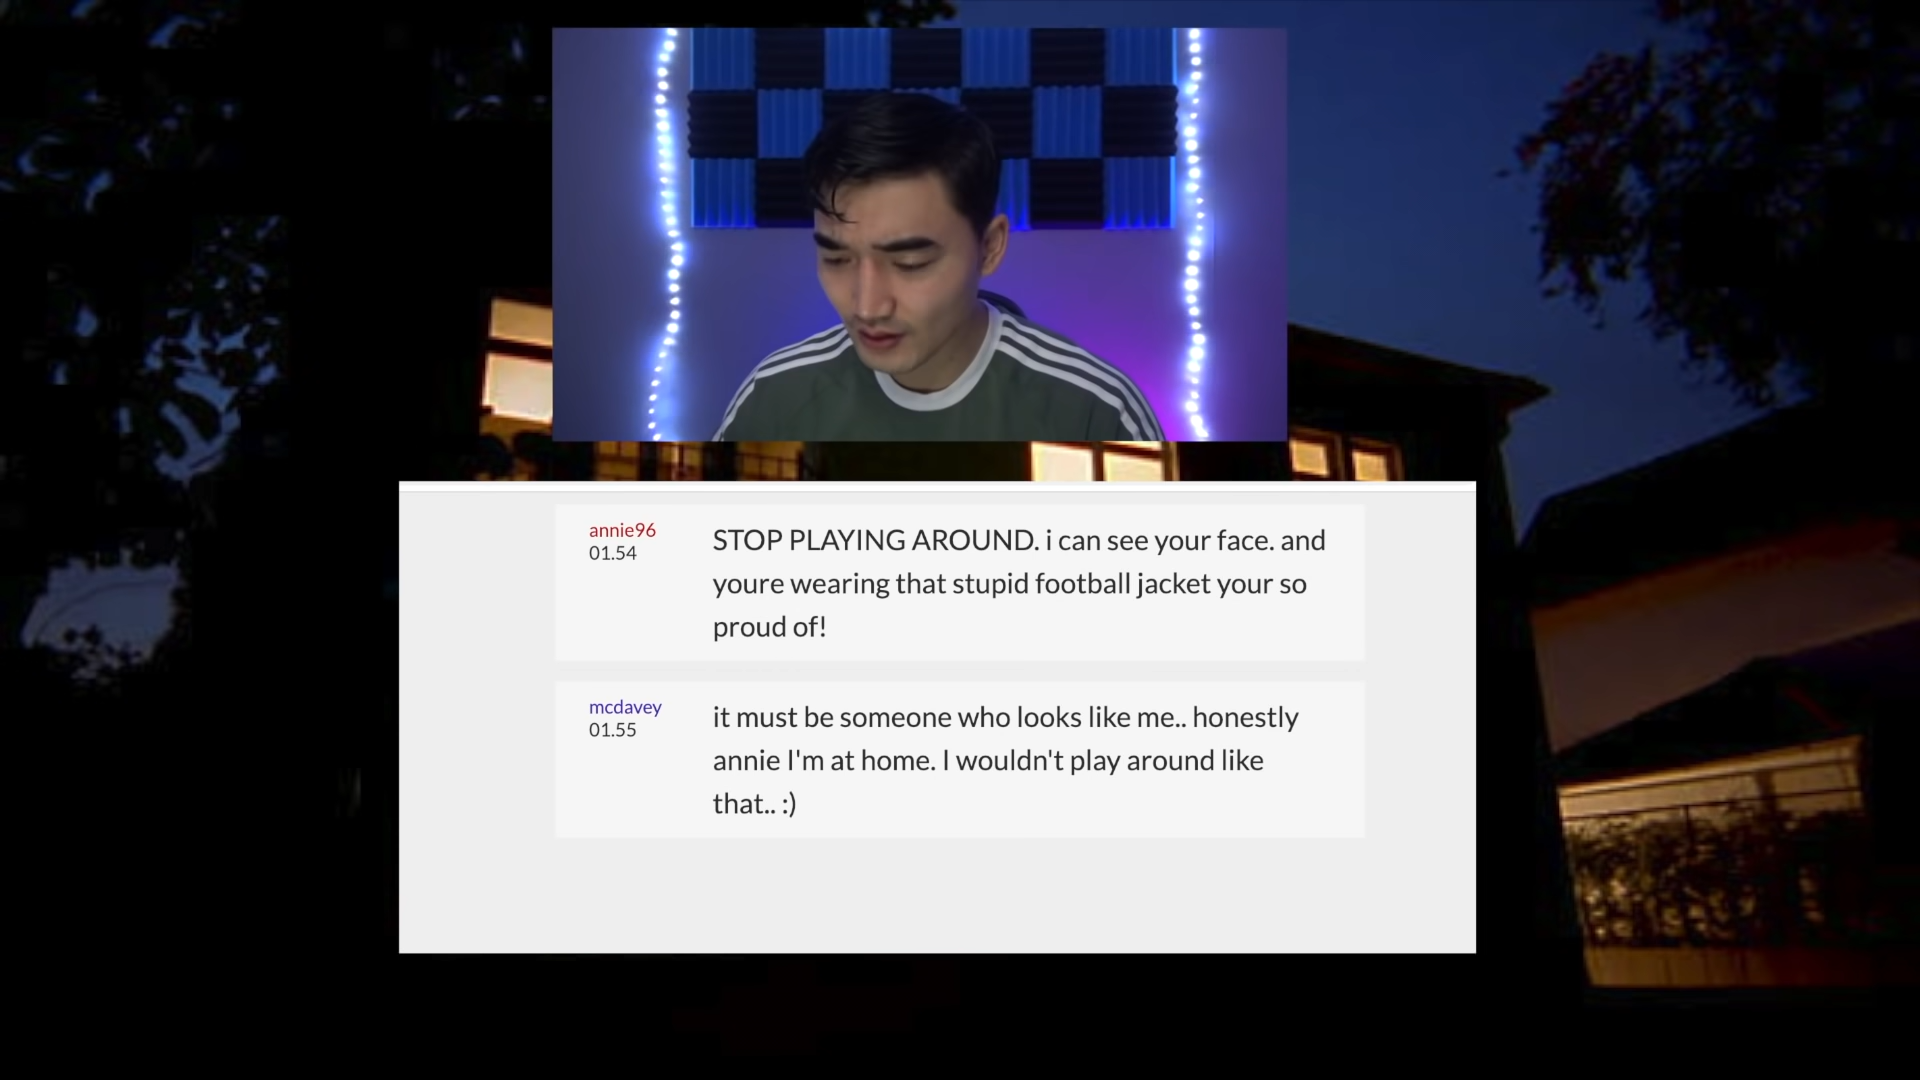 annie96
01.54
STOP PLAYING AROUND. i can see your face. and
youre wearing that stupid football jacket your so
proud of!
mcdavey
01.55
it must be someone who looks like me.. honestly
annie I'm at home. I wouldn't play around like
that.. :)